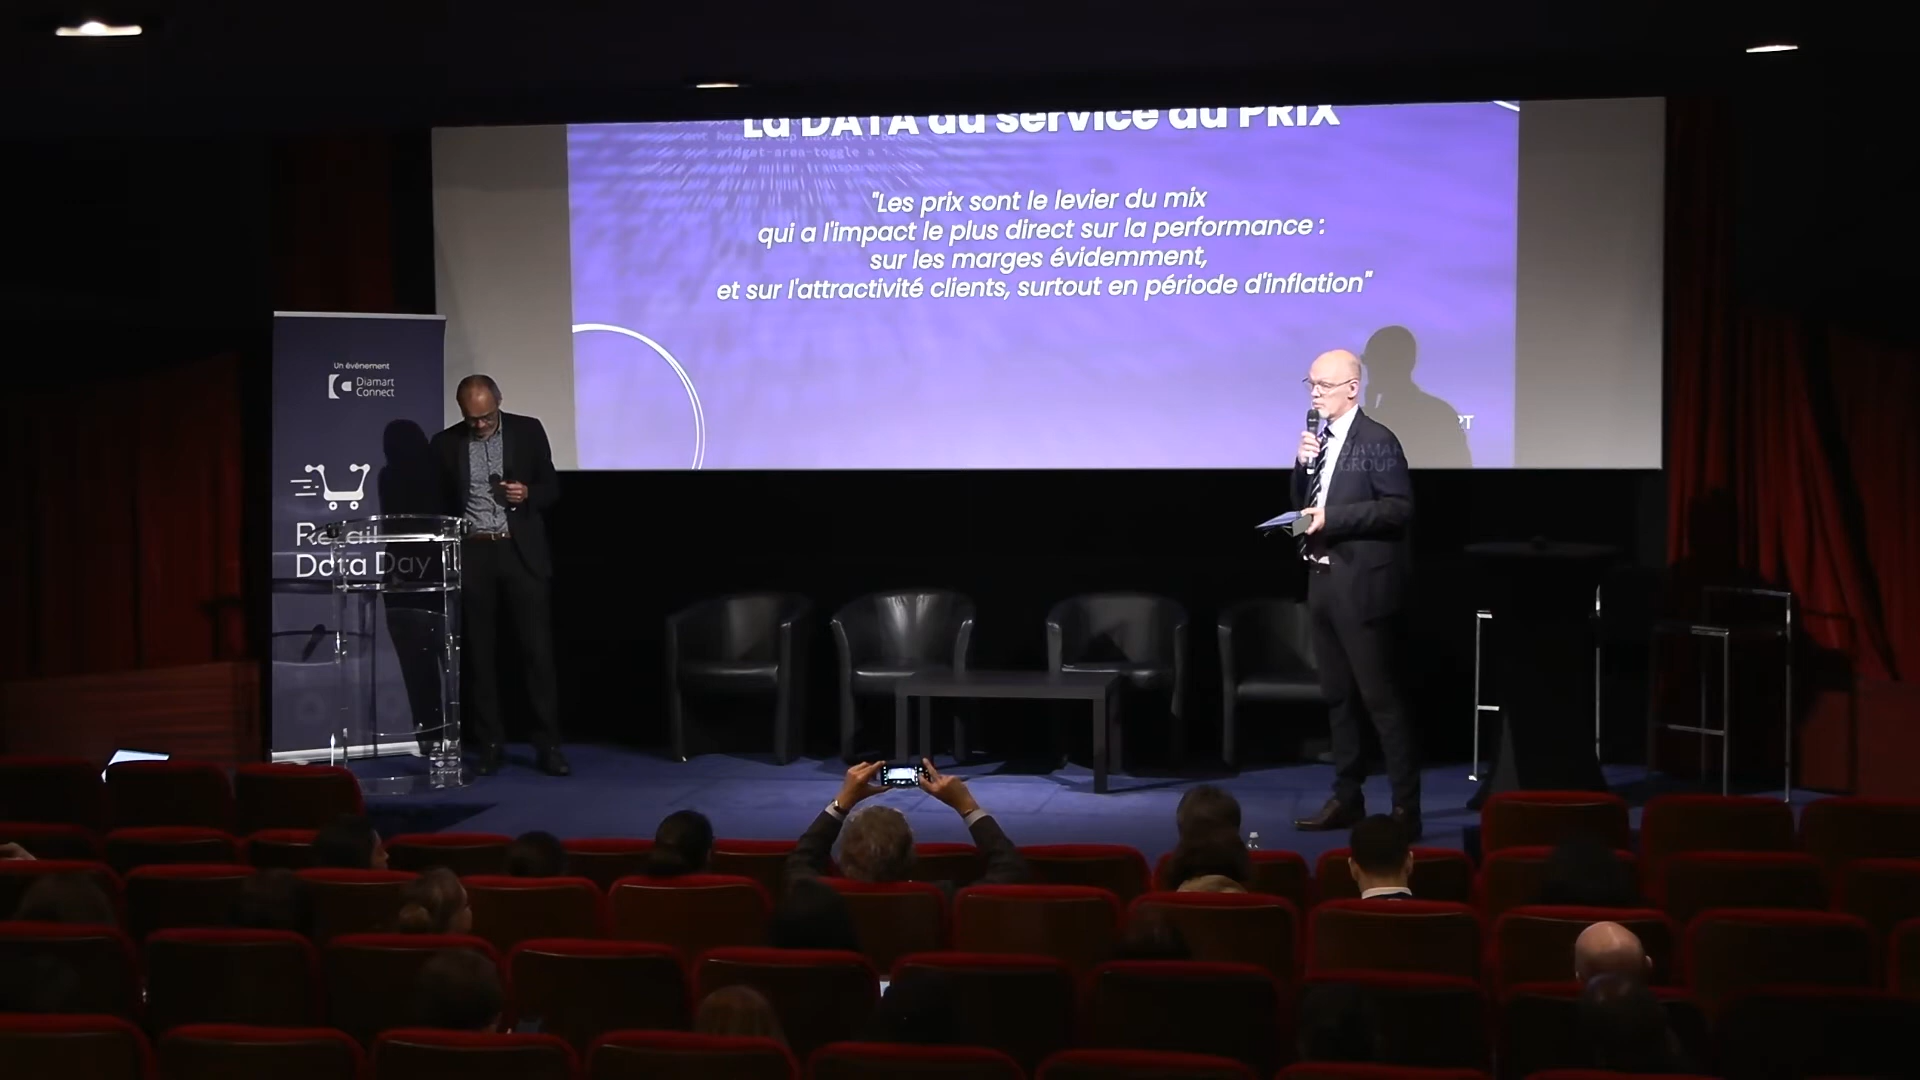 La DATA au service du PRIX
"Les prix sont le levier du mix
qui a l'impact le plus direct sur la performance :
sur les marges évidemment,
et sur l'attractivité clients, surtout en période d'inflation"
DIAMART
GROUP
Un événement
Diamart
Connect
Retail
Data Day